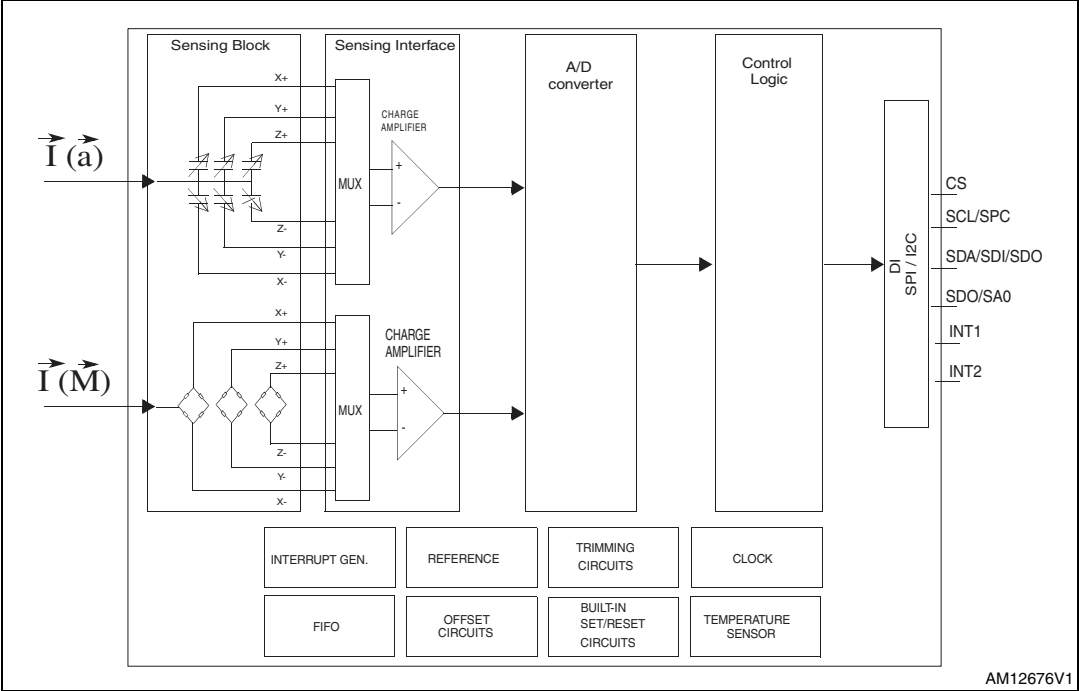 Sensing Block
Sensing Interface
A/D
converter
Control
Logic
X+
Y+
Z+
CHARGE
AMPLIFIER
I (a)
MUX
+
-
Z-
Y-
X-
CS
SCL/SPC
SDA/SDI/SDO
SDO/SA0
INT1
INT2
DI
SPI / I2C
X+
Y+
Z+
CHARGE
AMPLIFIER
I (M)
MUX
+
-
Z-
Y-
X-
INTERRUPT GEN.
REFERENCE
TRIMMING
CIRCUITS
CLOCK
FIFO
OFFSET
CIRCUITS
BUILT-IN
SET/RESET
CIRCUITS
TEMPERATURE
SENSOR
AM12676V1